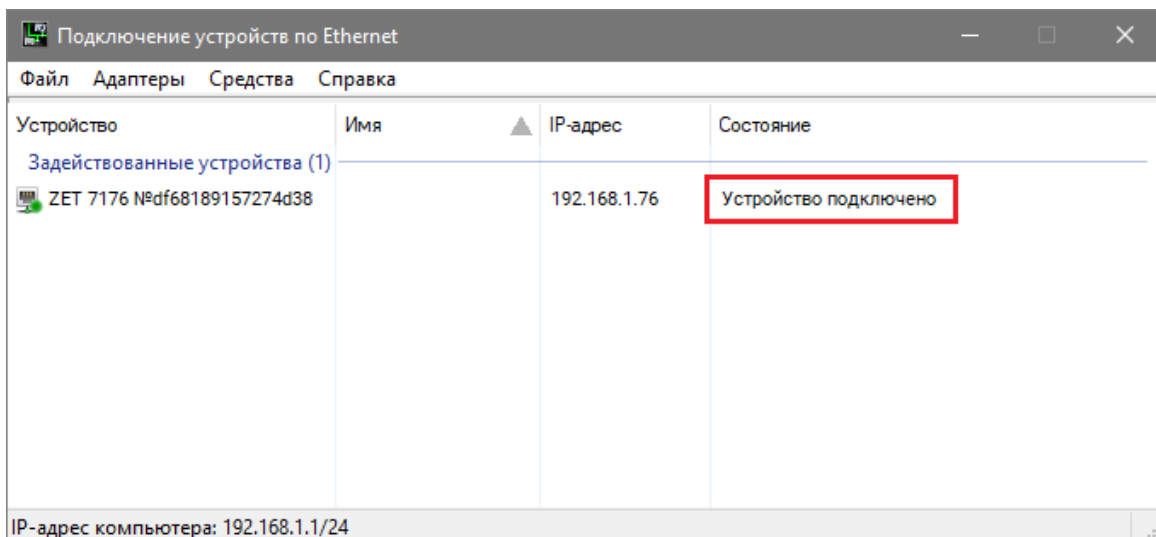 Подключение устройств по Ethernet
Файл Адаптеры Средства Справка
Устройство Имя IP-адрес Состояние
Задействованные устройства (1)
ZET 7176 №df68189157274d38 192.168.1.76 Устройство подключено
IP-адрес компьютера: 192.168.1.1/24